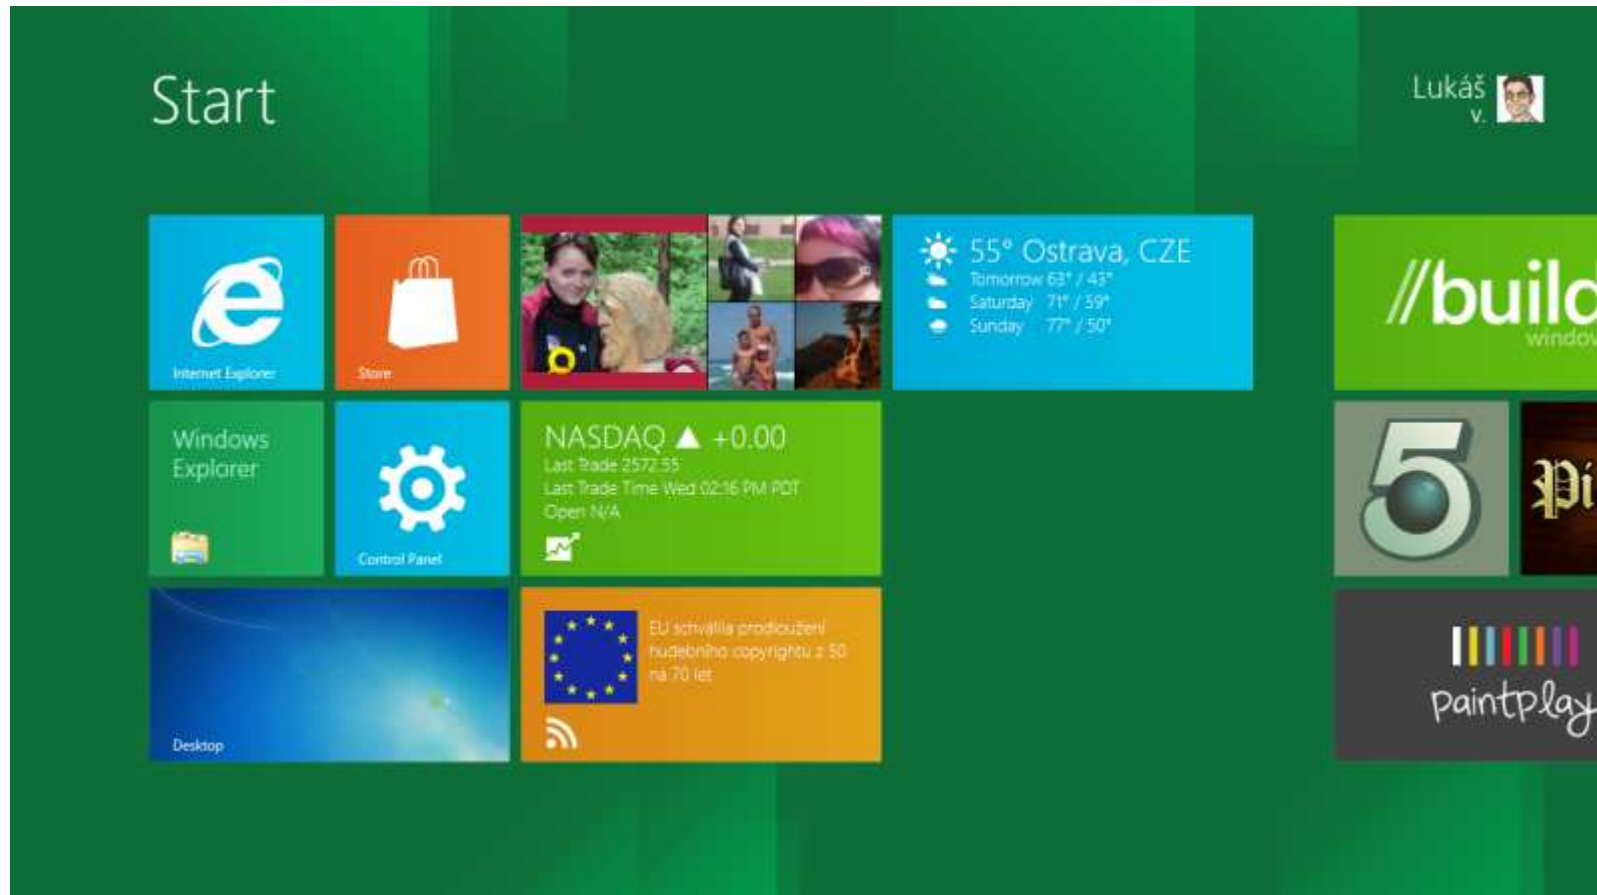 Start
Lukáš
v.
Internet Explorer
Store
55° Ostrava, CZE
Tomorrow 63° / 43°
Saturday 71° / 59°
Sunday 77° / 50°
//build
window
Windows
Explorer
Control Panel
NASDAQ ▲ +0.00
Last Trade 2572.55
Last Trade Time Wed 02:16 PM PDT
Open N/A
5
Pi
Desktop
EU schválila prodloužení
hudebního copyrightu z 50
na 70 let
paintplay